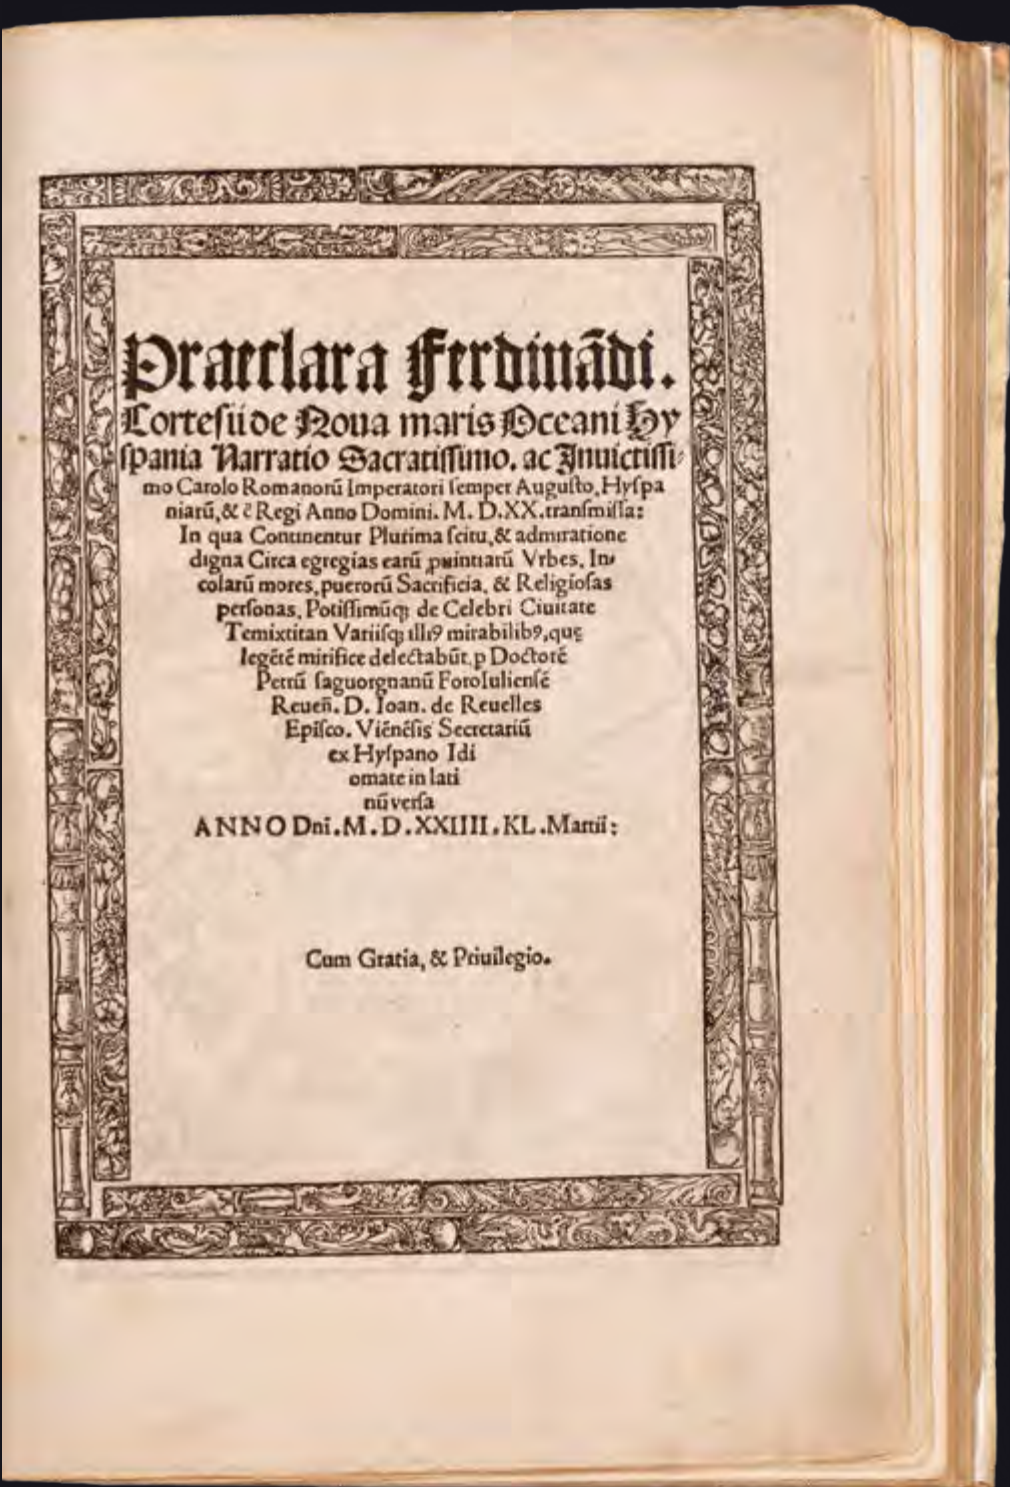 Praeclara Ferdinādi.
Cortesii de Noua maris Oceani Hy
spania Narratio Sacratissimo. ac Inuictissi-
mo Carolo Romanorū Imperatori semper Augusto, Hyspa
niarū, & č Regi Anno Domini. M. D. XX. transmissa:
In qua Continentur Plurima scitu, & admiratione
digna Circa egregias earū ꝓuintiarū Vrbes, In-
colarū mores, puerorū Sacrificia, & Religiosas
personas, Potissimūq; de Celebri Ciuitate
Temixtitan Variisq; illiꝰ mirabilibꝰ, quę
legētē mirifice delectabūt. p Doctorē
Petrū saguorgnanū ForoIuliensē
Reueñ. D. Ioan. de Reuelles
Episco. Viēnēsis Secretariū
ex Hyspano Idi
omate in lati
nū versa
ANNO Dni. M. D. XXIIII. KL. Martii:
Cum Gratia, & Priuilegio.